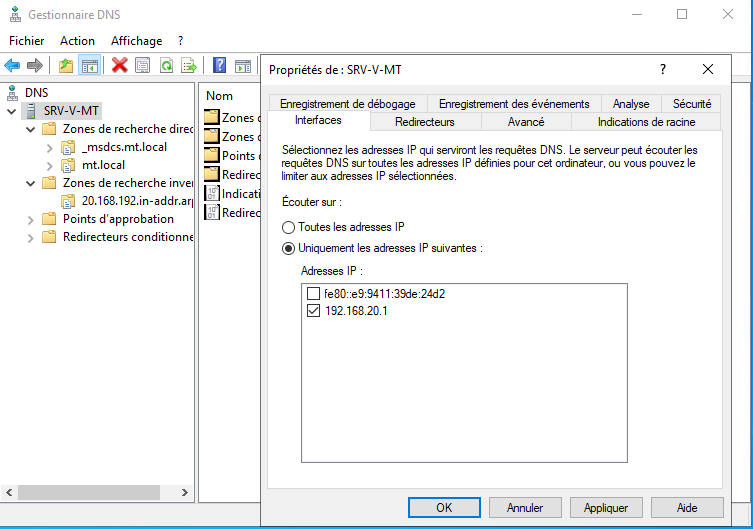 Gestionnaire DNS
Fichier Action Affichage ?
DNS
SRV-V-MT
Zones de recherche direc
_msdcs.mt.local
mt.local
Zones de recherche inver
20.168.192.in-addr.arp
Points d'approbation
Redirecteurs conditionne
Nom
Zones d
Zones d
Points d
Redirec
Indicati
Redirec
Propriétés de : SRV-V-MT
?
Enregistrement de débogage Enregistrement des événements Analyse Sécurité
Interfaces Redirecteurs Avancé Indications de racine
Sélectionnez les adresses IP qui serviront les requêtes DNS. Le serveur peut écouter les
requêtes DNS sur toutes les adresses IP définies pour cet ordinateur, ou vous pouvez le
limiter aux adresses IP sélectionnées.
Écouter sur :
Toutes les adresses IP
Uniquement les adresses IP suivantes :
Adresses IP :
fe80::e9:9411:39de:24d2
192.168.20.1
OK Annuler Appliquer Aide